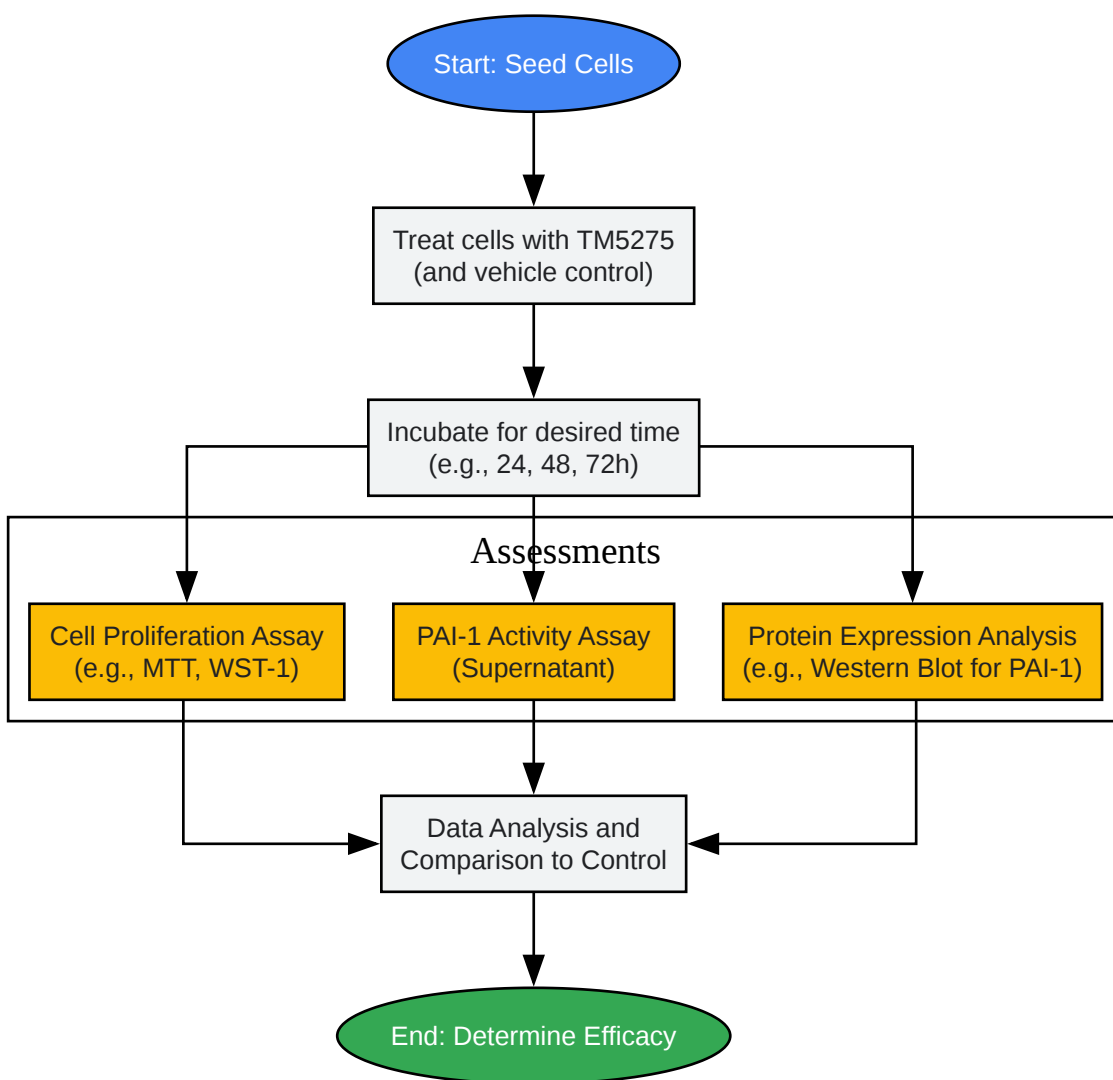 Start: Seed Cells
Treat cells with TM5275
(and vehicle control)
Incubate for desired time
(e.g., 24, 48, 72h)
Assessments
Cell Proliferation Assay
(e.g., MTT, WST-1)
PAI-1 Activity Assay
(Supernatant)
Protein Expression Analysis
(e.g., Western Blot for PAI-1)
Data Analysis and
Comparison to Control
End: Determine Efficacy